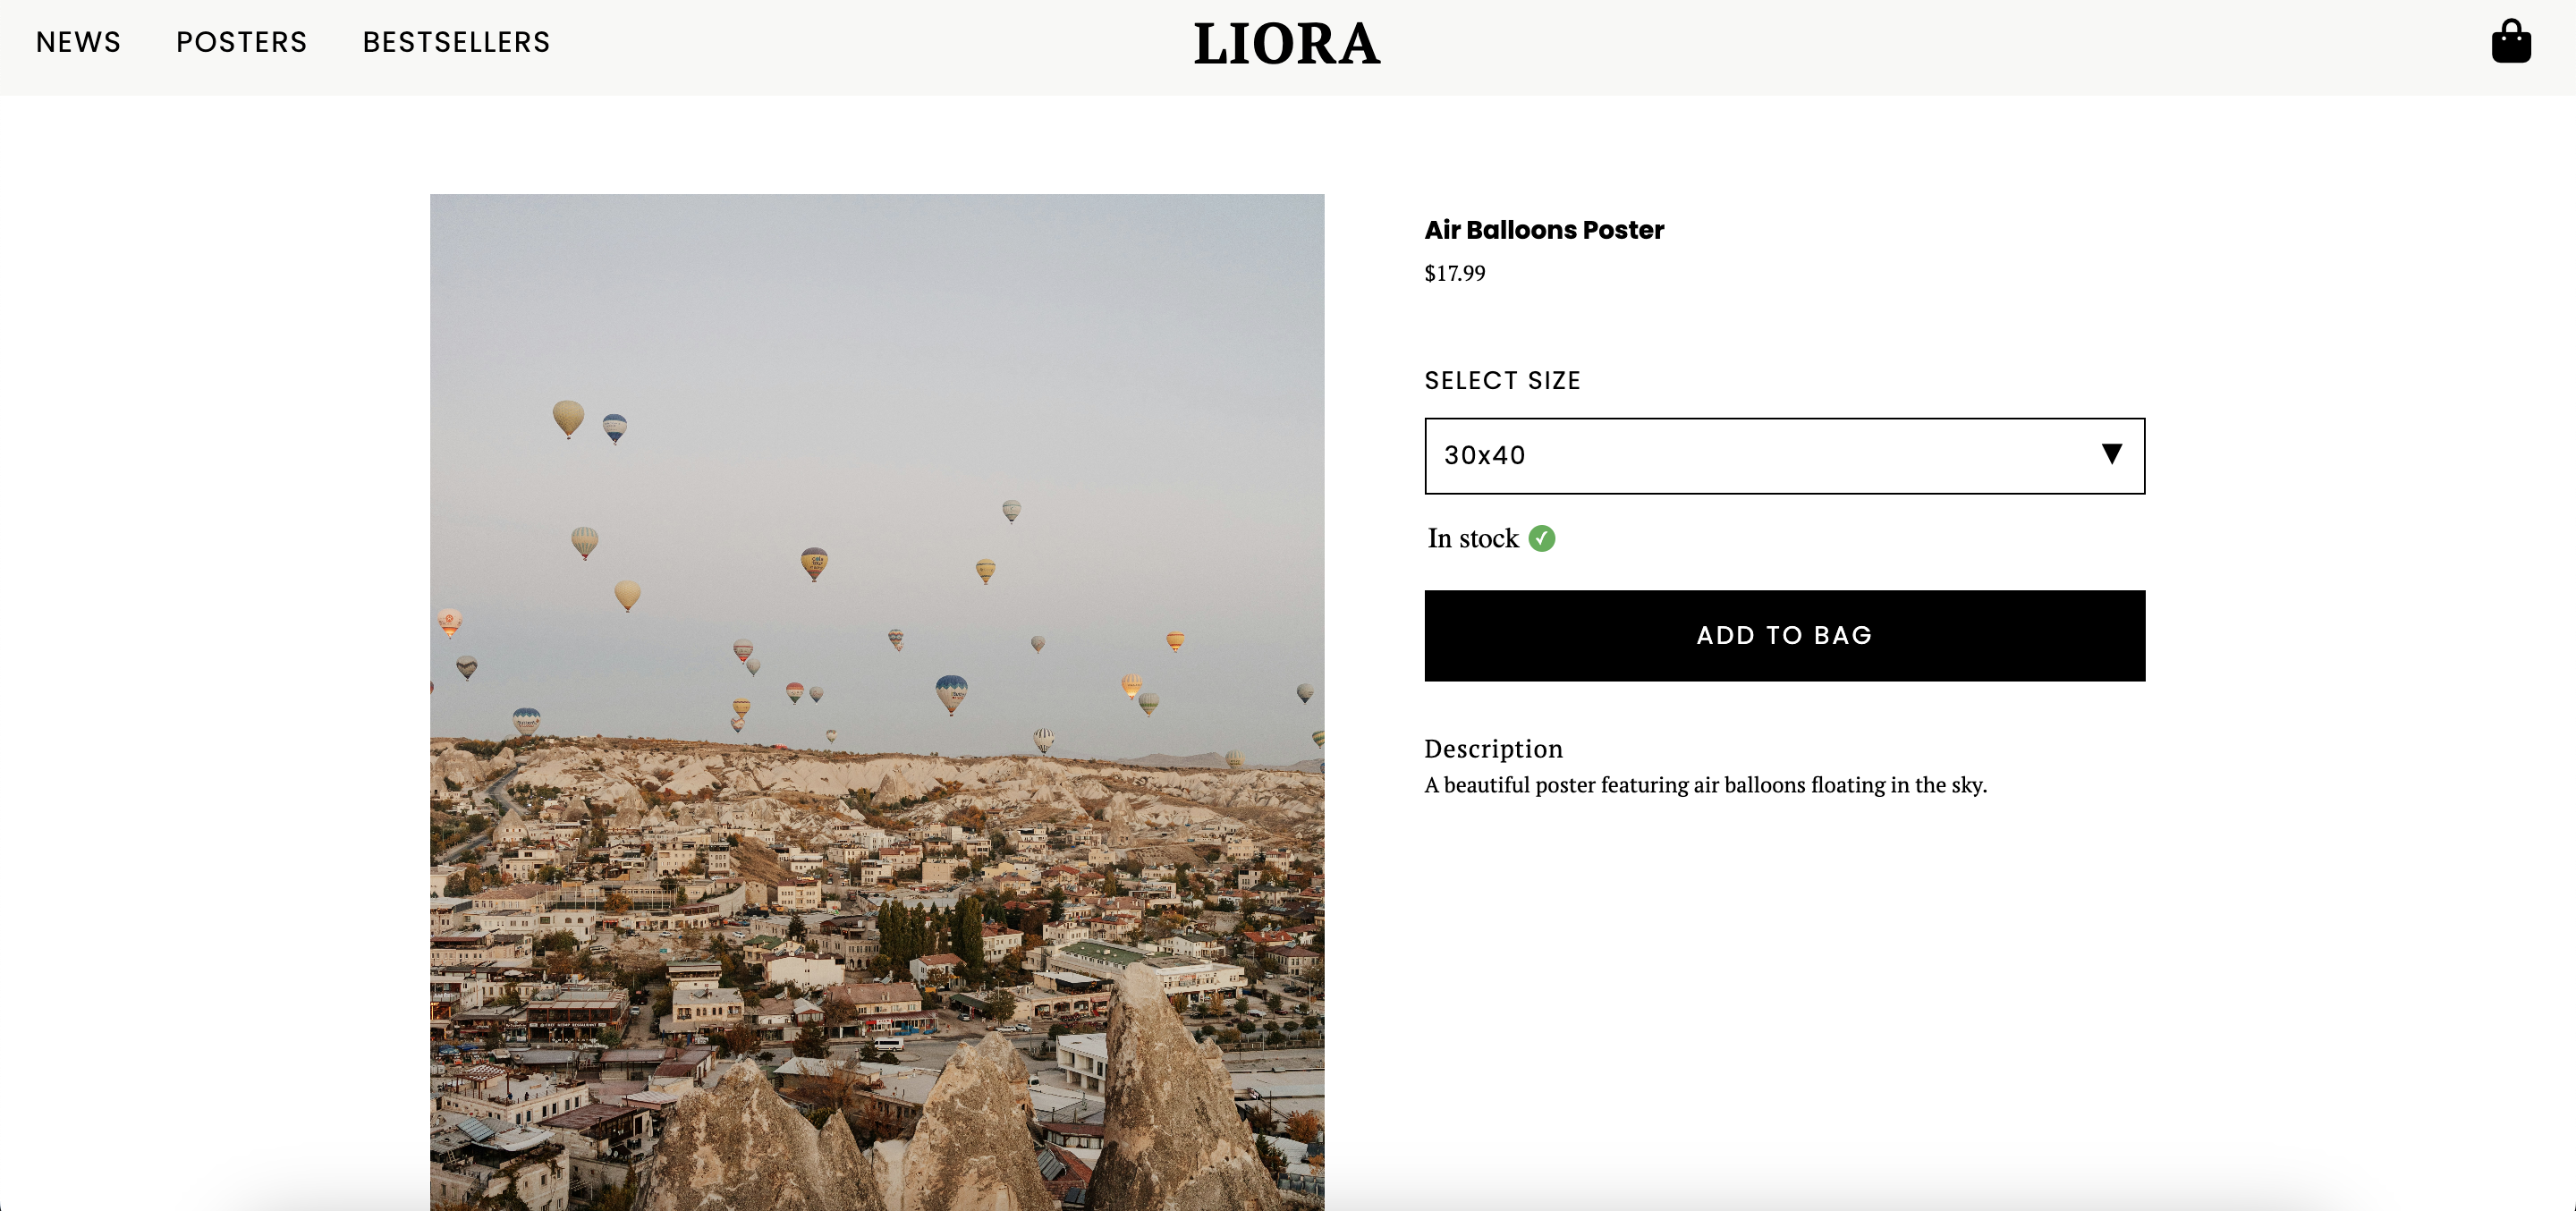 NEWS POSTERS BESTSELLERS LIORA
Air Balloons Poster
$17.99
SELECT SIZE
30x40
In stock
ADD TO BAG
Description
A beautiful poster featuring air balloons floating in the sky.